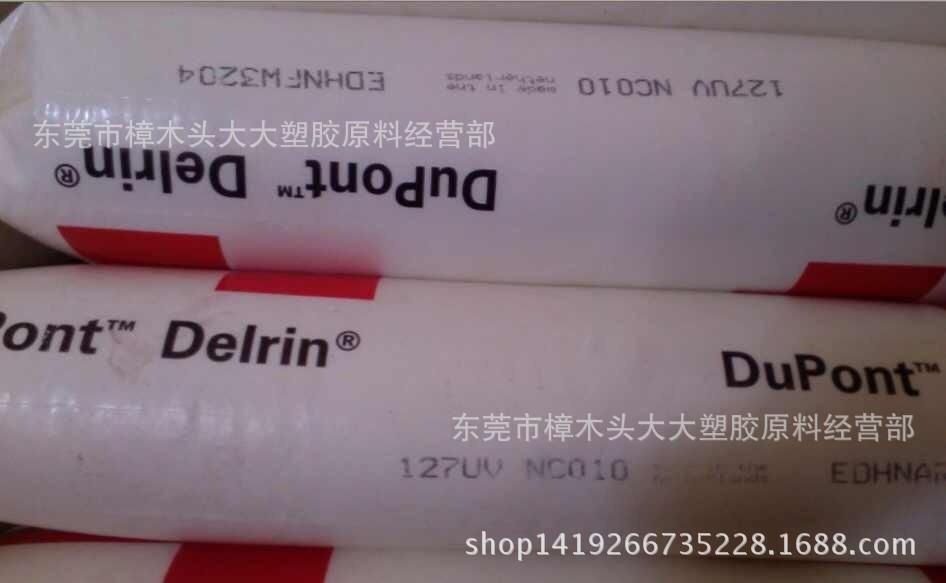 EDHNFW3204
made in the
netherlands
127UV NC010
东莞市樟木头大大塑胶原料经营部
DuPont™ Delrin®
elrin®
Pont™ Delrin®
DuPont™
东莞市樟木头大大塑胶原料经营部
127UV NC010
the
EDHNA
shop1419266735228.1688.com